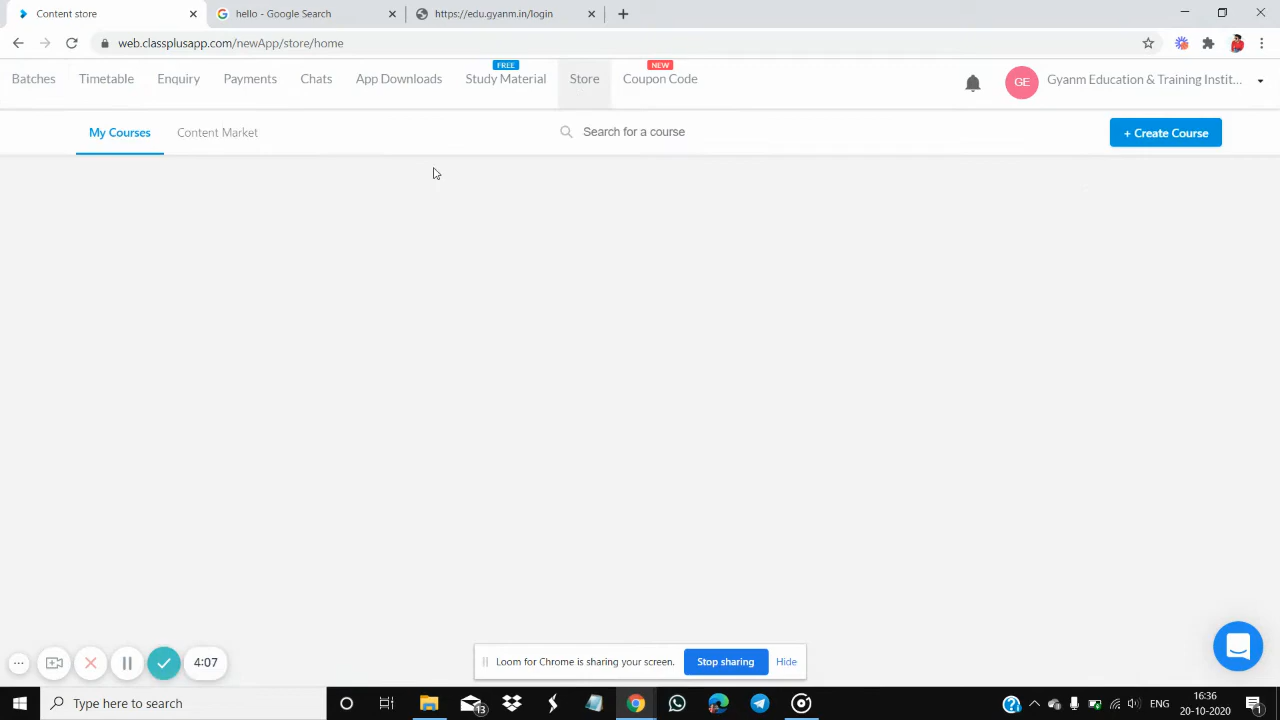 Content store
hello - Google Search
https://edu.gyanm.in/login
web.classplusapp.com/newApp/store/home
FREE
NEW
Batches
Timetable
Enquiry
Payments
Chats
App Downloads
Study Material
Store
Coupon Code
GE
Gyanm Education & Training Instit...
My Courses
Content Market
Search for a course
+ Create Course
4:07
Loom for Chrome is sharing your screen.
Stop sharing
Hide
Type here to search
13
ENG
16:36
20-10-2020
1